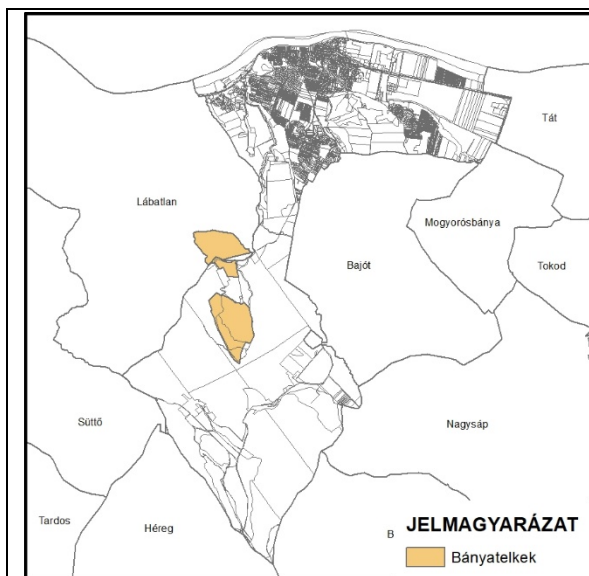 Tát
Lábatlan
Mogyorósbánya
Bajót
Tokod
Süttő
Nagysáp
Tardos
Héreg
B
JELMAGYARÁZAT
Bányatelkek